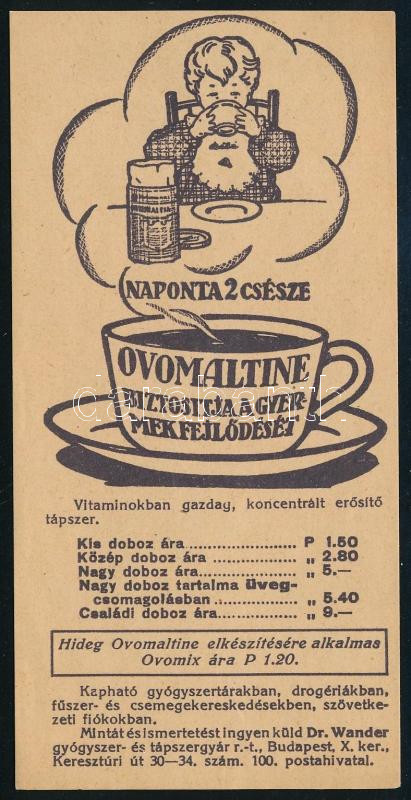 NAPONTA 2 CSÉSZE
OVOMALTINE
BIZTOSITJA A GYER-
MEK FEJLŐDÉSÉT
Vitaminokban gazday, koncentrált erősítő
tápszer.
Kis doboz ára .................... P 1.50
Közép doboz ára ................ „ 2.80
Nagy doboz ára................... „ 5.—
Nagy doboz tartalma üveg-
csomagolásban ............... „ 5.40
Családi doboz ára............... „ 9.—
Hideg Ovomaltine elkészítésére alkalmas
Ovomix ára P 1.20.
Kapható gyógyszertárakban, drogériákban,
fűszer- és csemegekereskedésekben, szövetke-
zeti fiókokban.
Mintát és ismertetést ingyen küld Dr. Wander
gyógyszer- és tápszergyár r.-t., Budapest, X. ker.,
Keresztúri út 30—34. szám. 100. postahivatal.
darabanth